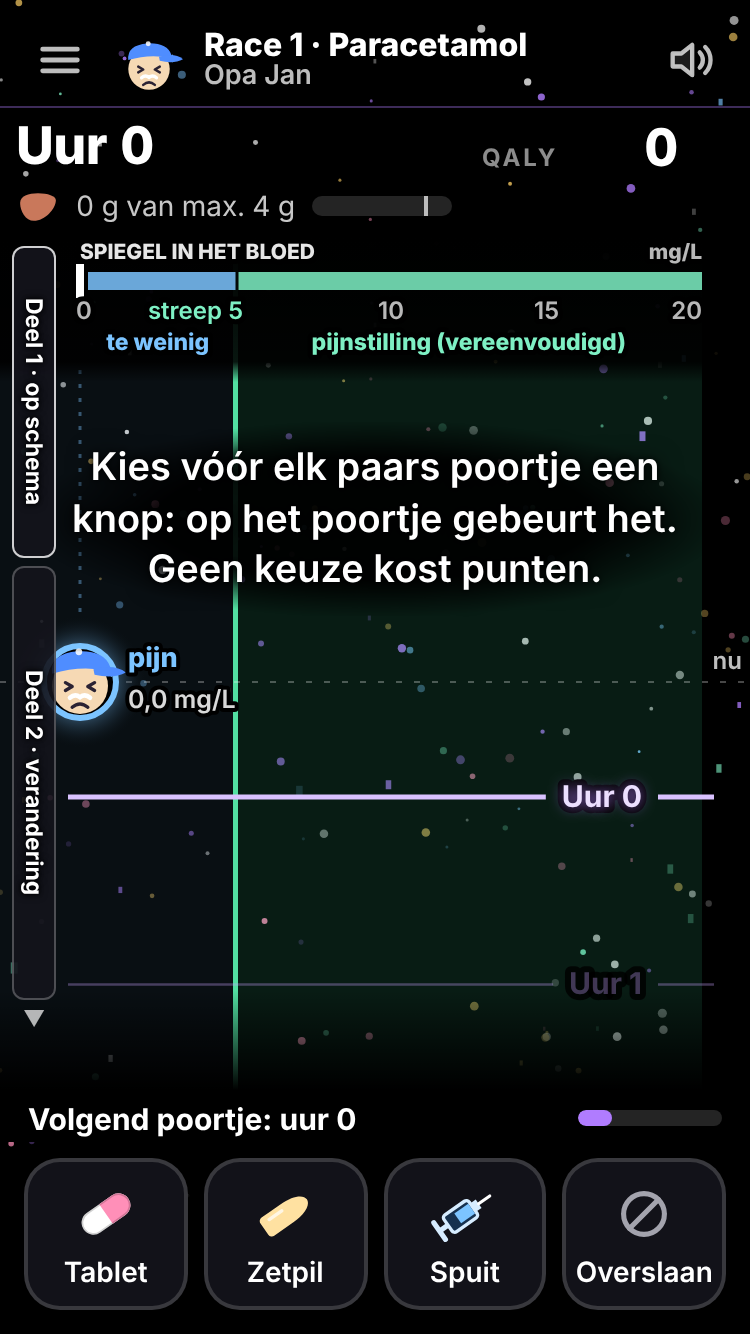 Race 1 · Paracetamol
Opa Jan
Uur 0
QALY 0
0 g van max. 4 g
SPIEGEL IN HET BLOED mg/L
0 streep 5 10 15 20
te weinig pijnstilling (vereenvoudigd)
Deel 1 · op schema
Kies vóór elk paars poortje een
knop: op het poortje gebeurt het.
Geen keuze kost punten.
pijn
nu
0,0 mg/L
Deel 2 · verandering
Uur 0
Uur 1
Volgend poortje: uur 0
Tablet Zetpil Spuit Overslaan